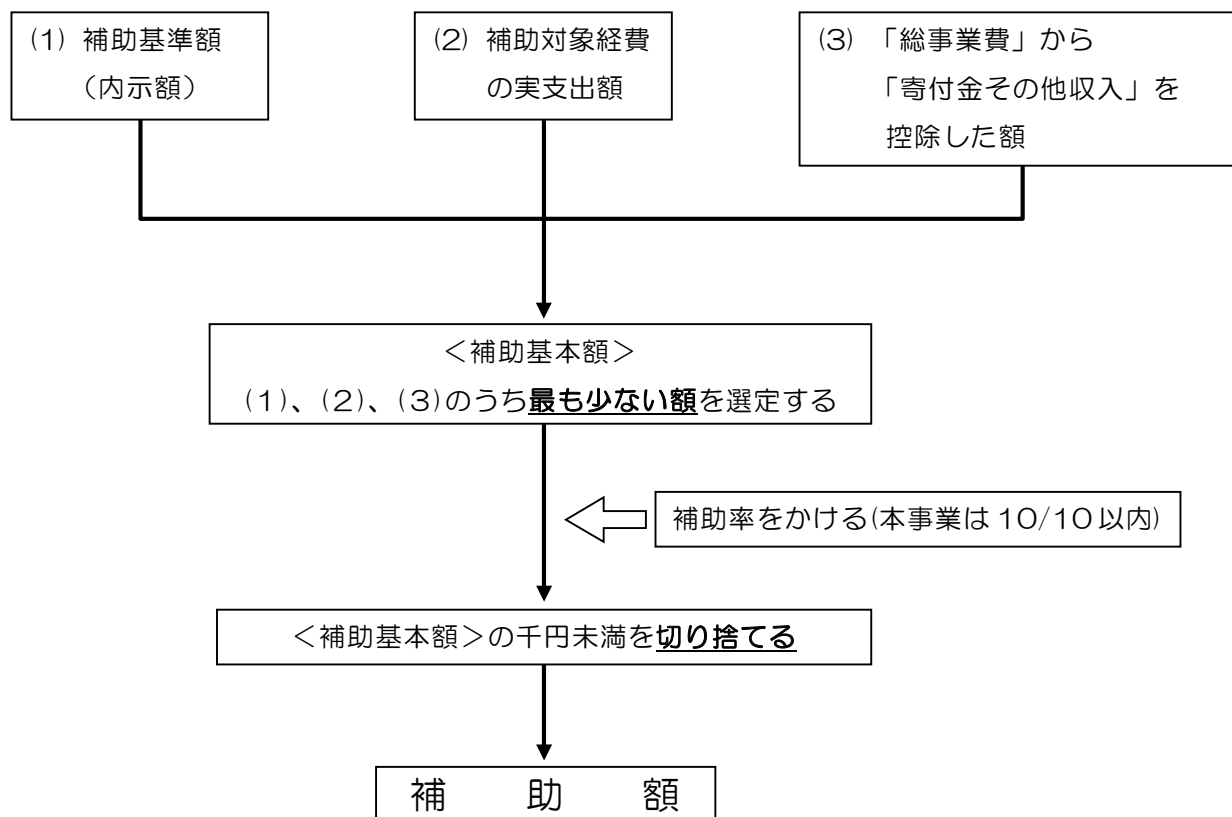 (1) 補助基準額
（内示額）
(2) 補助対象経費
の実支出額
(3) 「総事業費」から
「寄付金その他収入」を
控除した額
＜補助基本額＞
(1)、(2)、(3)のうち最も少ない額を選定する
補助率をかける(本事業は10/10以内)
＜補助基本額＞の千円未満を切り捨てる
補　助　額